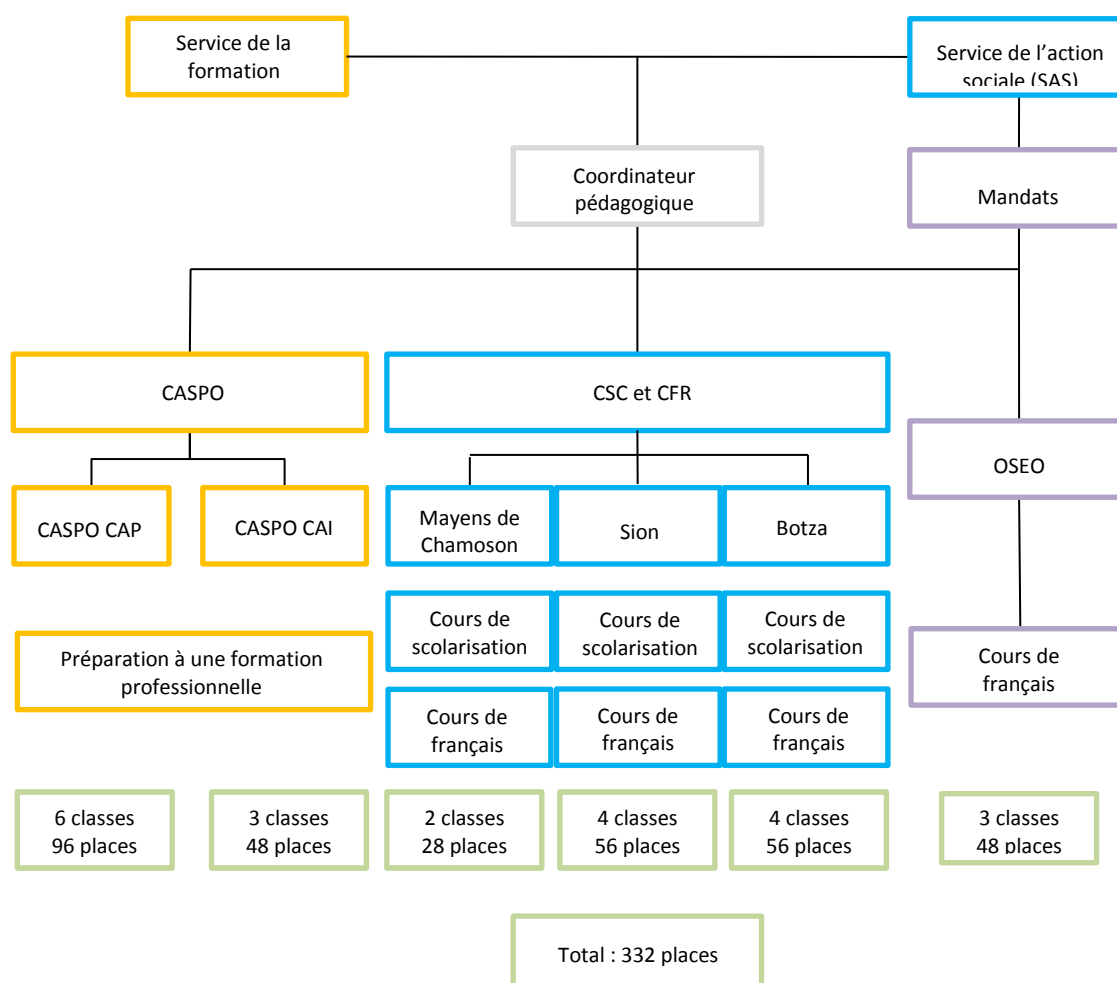 Service de la
formation
Service de l’action
sociale (SAS)
Coordinateur
pédagogique
Mandats
CASPO
CSC et CFR
OSEO
CASPO CAP
CASPO CAI
Mayens de
Chamoson
Sion
Botza
Préparation à une formation
professionnelle
Cours de
scolarisation
Cours de
scolarisation
Cours de
scolarisation
Cours de
français
Cours de
français
Cours de
français
Cours de
français
6 classes
96 places
3 classes
48 places
2 classes
28 places
4 classes
56 places
4 classes
56 places
3 classes
48 places
Total : 332 places